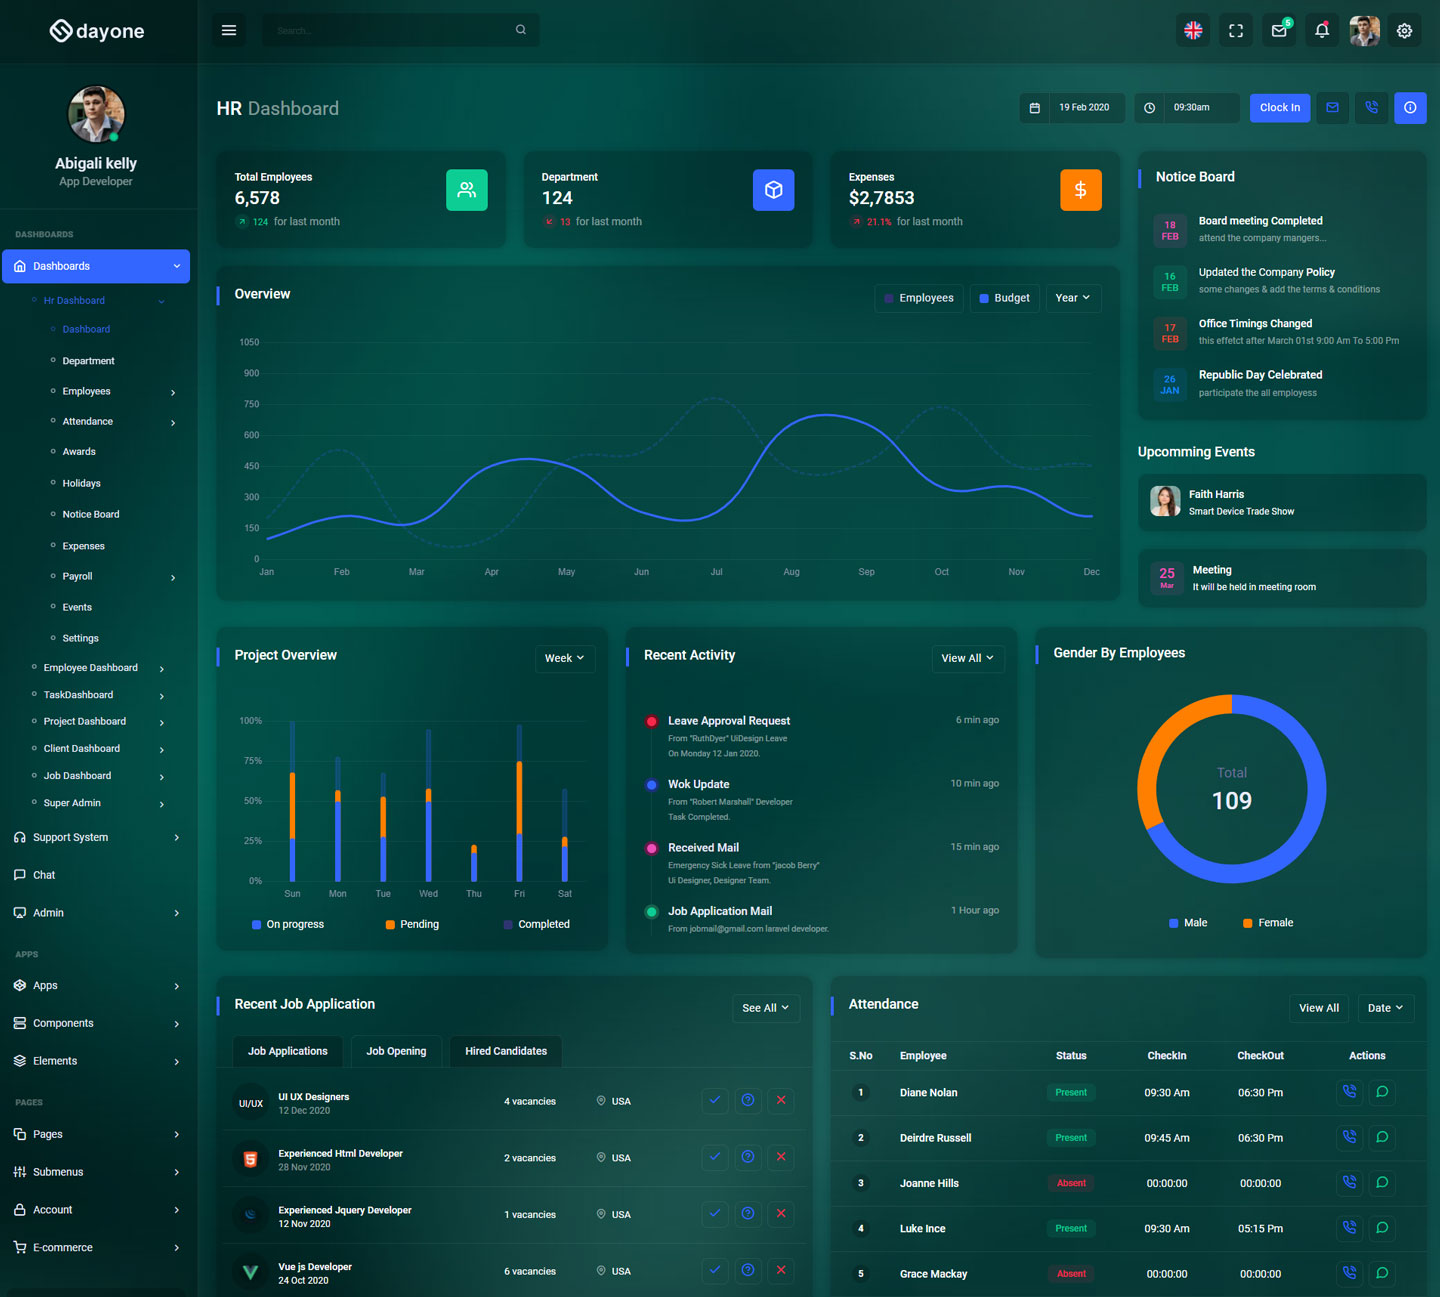 dayone
Search...
5
Abigali kelly
App Developer
DASHBOARDS
Dashboards
Hr Dashboard
Dashboard
Department
Employees
Attendance
Awards
Holidays
Notice Board
Expenses
Payroll
Events
Settings
Employee Dashboard
TaskDashboard
Project Dashboard
Client Dashboard
Job Dashboard
Super Admin
Support System
Chat
Admin
APPS
Apps
Components
Elements
PAGES
Pages
Submenus
Account
E-commerce
HR Dashboard
19 Feb 2020
09:30am
Clock In
Total Employees
6,578
124 for last month
Department
124
13 for last month
Expenses
$2,7853
21.1% for last month
Notice Board
18 FEB
Board meeting Completed
attend the company mangers...
16 FEB
Updated the Company Policy
some changes & add the terms & conditions
17 FEB
Office Timings Changed
this effetct after March 01st 9:00 Am To 5:00 Pm
26 JAN
Republic Day Celebrated
participate the all employess
Overview
Employees
Budget
Year
1050
900
750
600
450
300
150
0
Jan Feb Mar Apr May Jun Jul Aug Sep Oct Nov Dec
Upcomming Events
Faith Harris
Smart Device Trade Show
25 Mar
Meeting
It will be held in meeting room
Project Overview
Week
100%
75%
50%
25%
0%
Sun Mon Tue Wed Thu Fri Sat
On progress Pending Completed
Recent Activity
View All
Leave Approval Request 6 min ago
From "RuthDyer" UiDesign Leave
On Monday 12 Jan 2020.
Wok Update 10 min ago
From "Robert Marshall" Developer
Task Completed.
Received Mail 15 min ago
Emergency Sick Leave from "jacob Berry"
Ui Designer, Designer Team.
Job Application Mail 1 Hour ago
From jobmail@gmail.com laravel developer.
Gender By Employees
Total
109
Male Female
Recent Job Application
See All
Job Applications Job Opening Hired Candidates
UI/UX
UI UX Designers
12 Dec 2020
4 vacancies USA
Experienced Html Developer
28 Nov 2020
2 vacancies USA
Experienced Jquery Developer
12 Nov 2020
1 vacancies USA
Vue js Developer
24 Oct 2020
6 vacancies USA
Attendance
View All
Date
S.No Employee Status CheckIn CheckOut Actions
1 Diane Nolan Present 09:30 Am 06:30 Pm
2 Deirdre Russell Present 09:45 Am 06:30 Pm
3 Joanne Hills Absent 00:00:00 00:00:00
4 Luke Ince Present 09:30 Am 05:15 Pm
5 Grace Mackay Absent 00:00:00 00:00:00